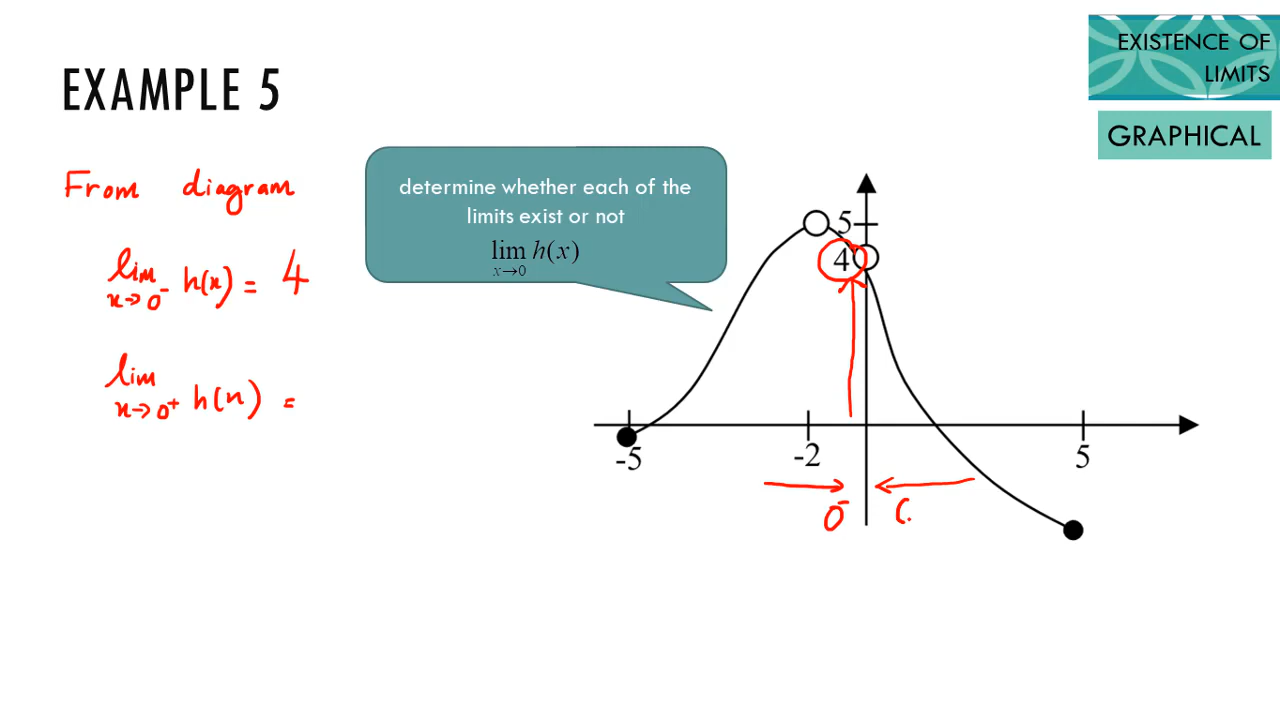 EXAMPLE 5
EXISTENCE OF
LIMITS
GRAPHICAL
From diagram
lim h(x) = 4
x→0⁻
lim h(x) =
x→0⁺
determine whether each of the
limits exist or not
lim h(x)
x→0
5
4
-5
-2
5
0⁻